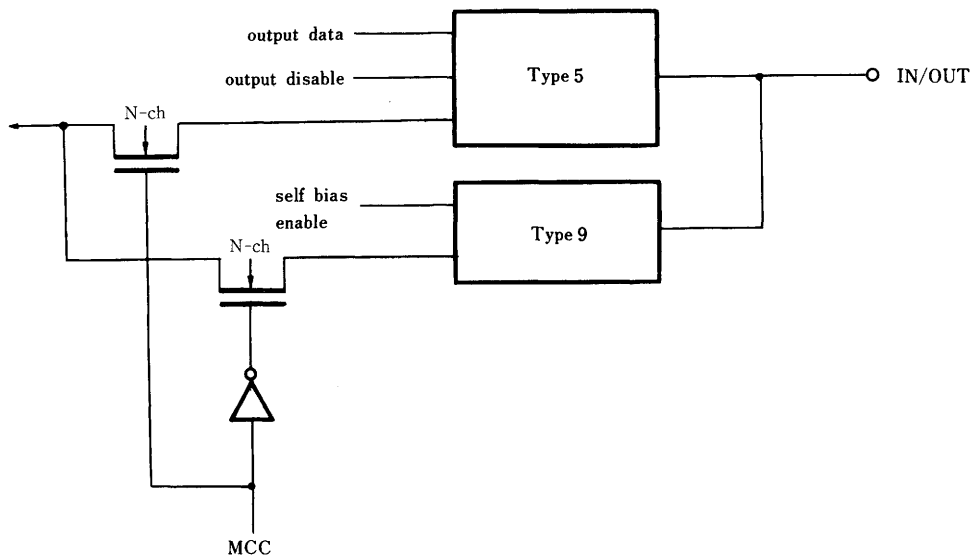 output data
output disable
Type 5
IN/OUT
N-ch
self bias
enable
Type 9
N-ch
MCC